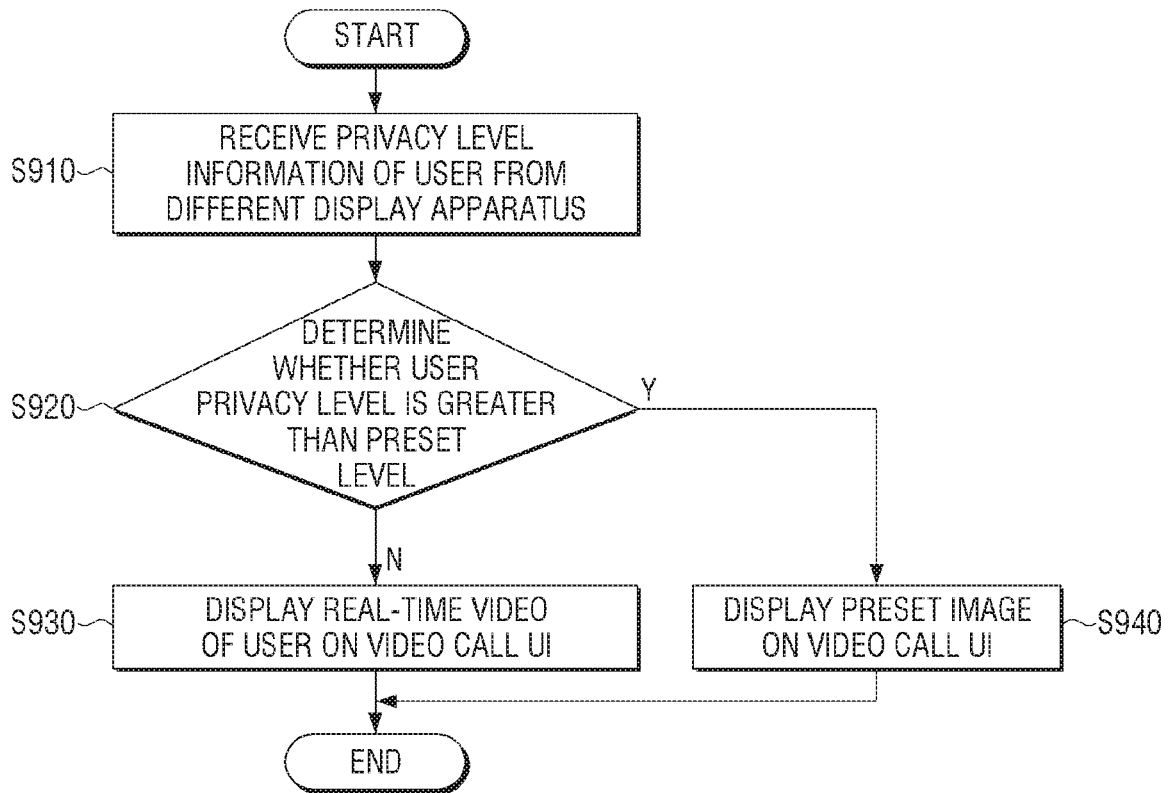 START
S910
RECEIVE PRIVACY LEVEL
INFORMATION OF USER FROM
DIFFERENT DISPLAY APPARATUS
S920
DETERMINE
WHETHER USER
PRIVACY LEVEL IS GREATER
THAN PRESET
LEVEL
Y
N
S930
DISPLAY REAL-TIME VIDEO
OF USER ON VIDEO CALL UI
DISPLAY PRESET IMAGE
ON VIDEO CALL UI
S940
END